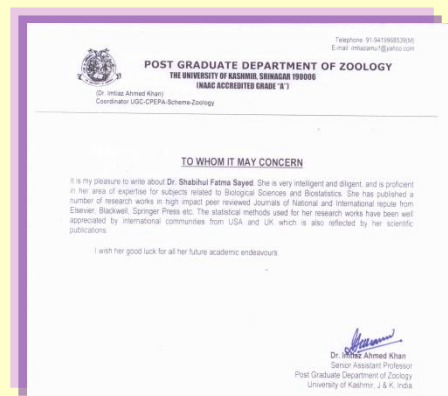 Telephone: 91-9419968539(M)
E-mail: imtiazamu1@yahoo.com
POST GRADUATE DEPARTMENT OF ZOOLOGY
THE UNIVERSITY OF KASHMIR, SRINAGAR 190006
(NAAC ACCREDITED GRADE "A")
(Dr. Imtiaz Ahmed Khan)
Coordinator UGC-CPEPA-Scheme-Zoology
TO WHOM IT MAY CONCERN
It is my pleasure to write about Dr. Shabihul Fatma Sayed. She is very intelligent and diligent, and is proficient
in her area of expertise for subjects related to Biological Sciences and Biostatistics. She has published a
number of research works in high impact peer reviewed Journals of National and International repute from
Elsevier, Blackwell, Springer Press etc. The statistical methods used for her research works have been well
appreciated by international communities from USA and UK which is also reflected by her scientific
publications.
I wish her good luck for all her future academic endeavours.
Dr. Imtiaz Ahmed Khan
Senior Assistant Professor
Post Graduate Department of Zoology
University of Kashmir, J & K, India